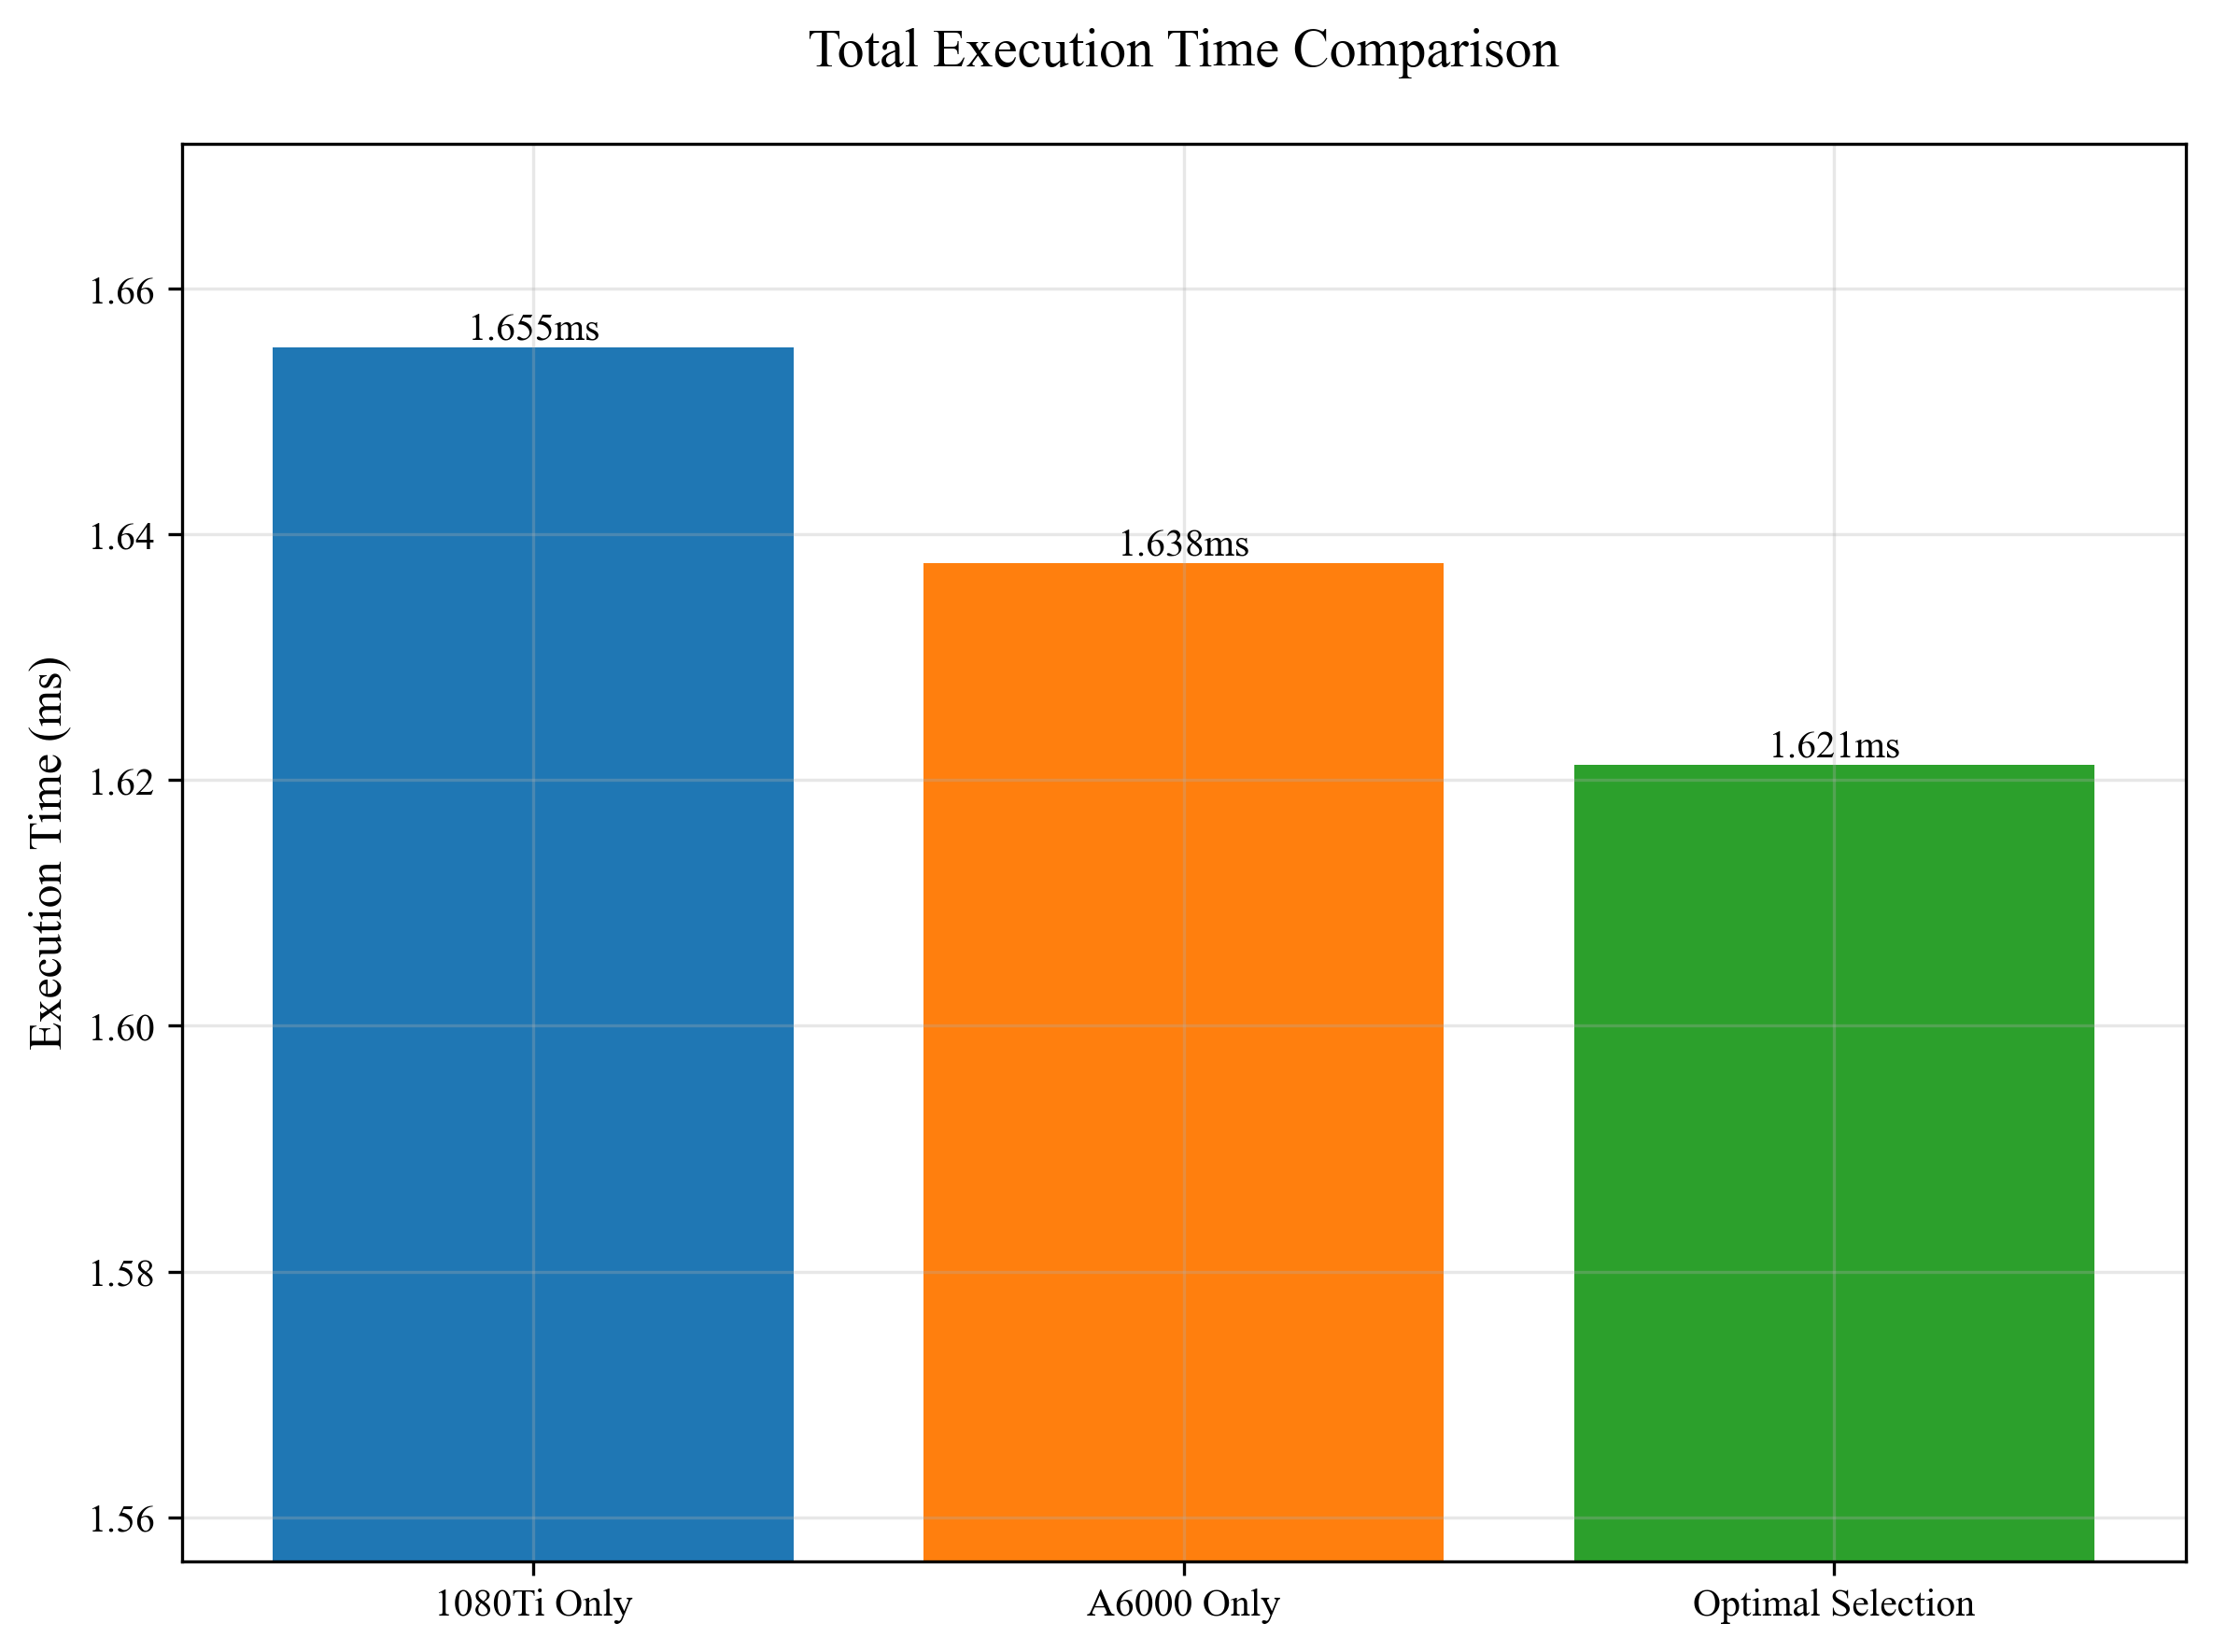 Total Execution Time Comparison
Execution Time (ms)
1.66
1.64
1.62
1.60
1.58
1.56
1.655ms
1.638ms
1.621ms
1080Ti Only
A6000 Only
Optimal Selection